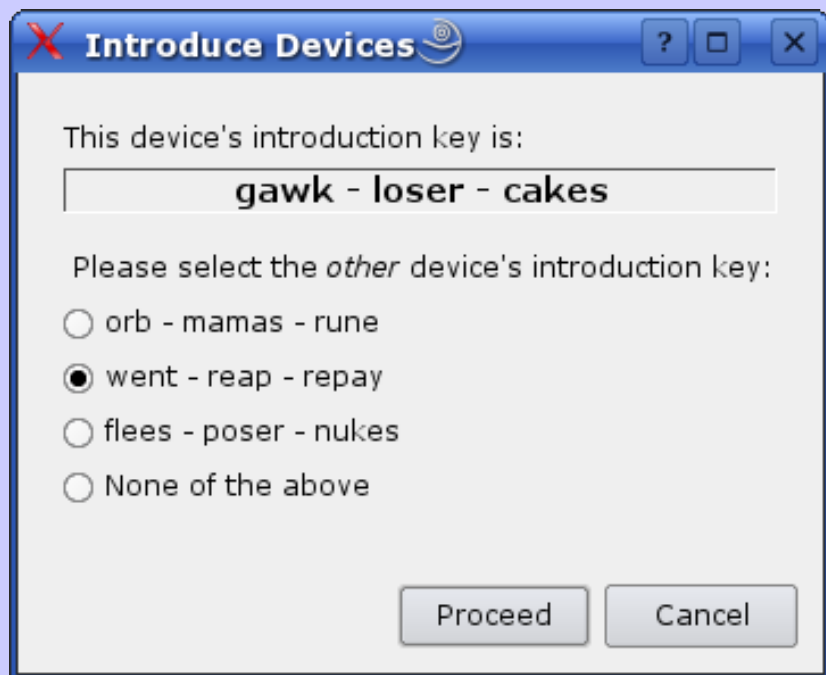 Introduce Devices
?
This device's introduction key is:
gawk - loser - cakes
Please select the other device's introduction key:
orb - mamas - rune
went - reap - repay
flees - poser - nukes
None of the above
Proceed Cancel